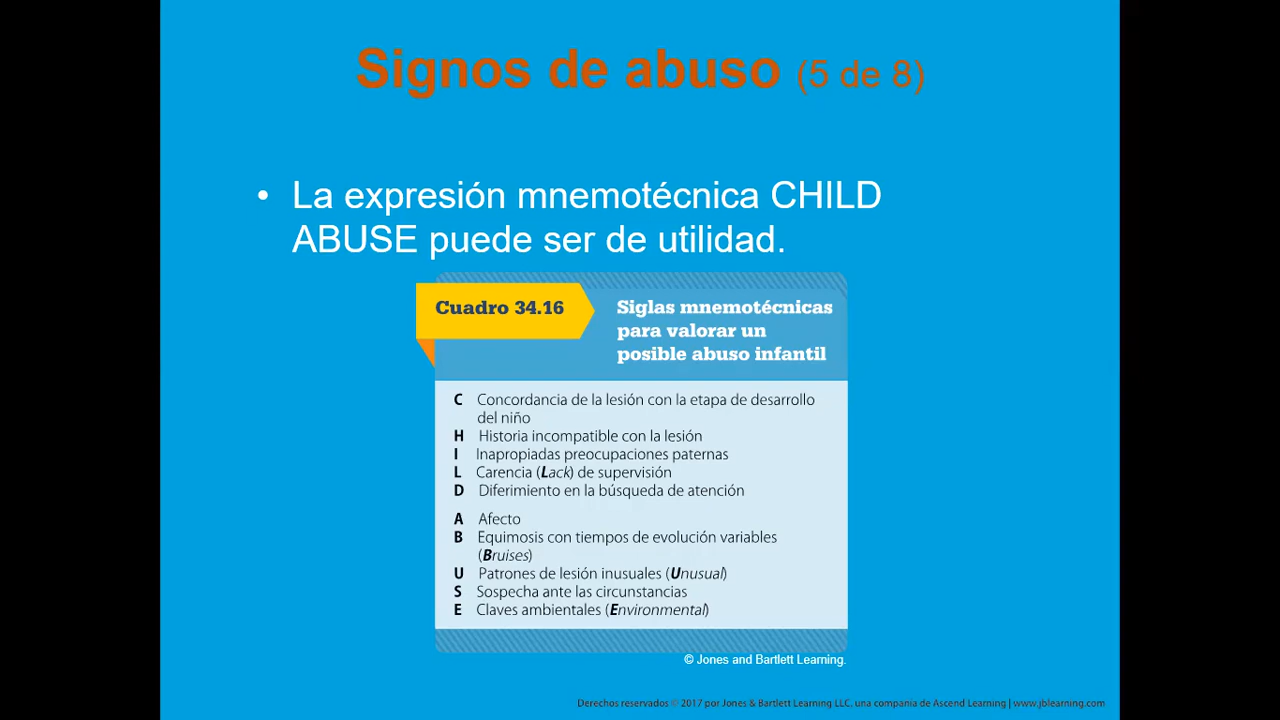 Signos de abuso (5 de 8)
• La expresión mnemotécnica CHILD
ABUSE puede ser de utilidad.
Cuadro 34.16
Siglas mnemotécnicas
para valorar un
posible abuso infantil
C Concordancia de la lesión con la etapa de desarrollo
del niño
H Historia incompatible con la lesión
I Inapropiadas preocupaciones paternas
L Carencia (Lack) de supervisión
D Diferimiento en la búsqueda de atención
A Afecto
B Equimosis con tiempos de evolución variables
(Bruises)
U Patrones de lesión inusuales (Unusual)
S Sospecha ante las circunstancias
E Claves ambientales (Environmental)
© Jones and Bartlett Learning.
Derechos reservados © 2017 por Jones & Bartlett Learning LLC, una compañía de Ascend Learning | www.jblearning.com